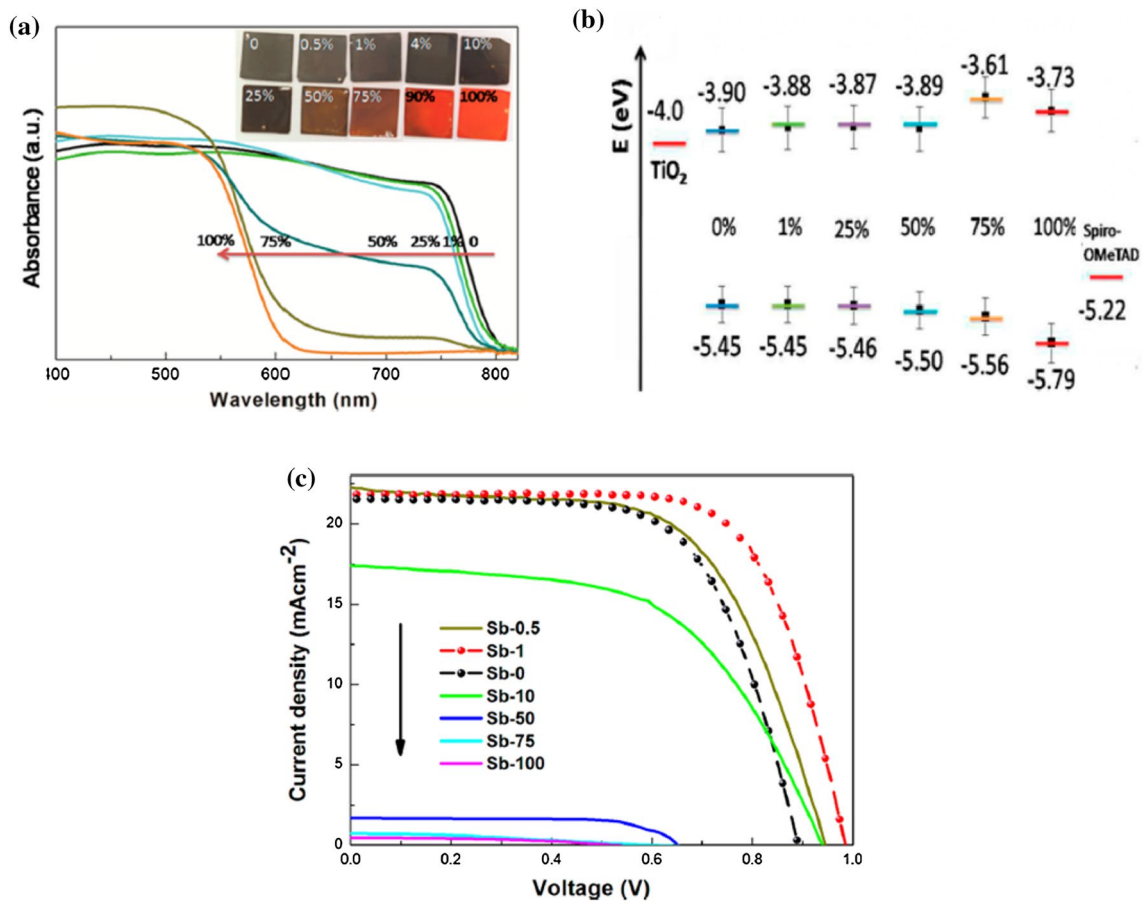 (a)
0 0.5% -1% 4% 10%
25% 50% 75% 90% 100%
Absorbance (a.u.)
100% 75% 50% 25% 1% 0
400 500 600 700 800
Wavelength (nm)
(b)
E (eV)
-4.0
TiO2
-3.90 -3.88 -3.87 -3.89 -3.61 -3.73
0% 1% 25% 50% 75% 100%
Spiro-
OMeTAD
-5.22
-5.45 -5.45 -5.46 -5.50 -5.56 -5.79
(c)
Current density (mAcm-2)
20
15
10
5
0
Sb-0.5
Sb-1
Sb-0
Sb-10
Sb-50
Sb-75
Sb-100
0.0 0.2 0.4 0.6 0.8 1.0
Voltage (V)